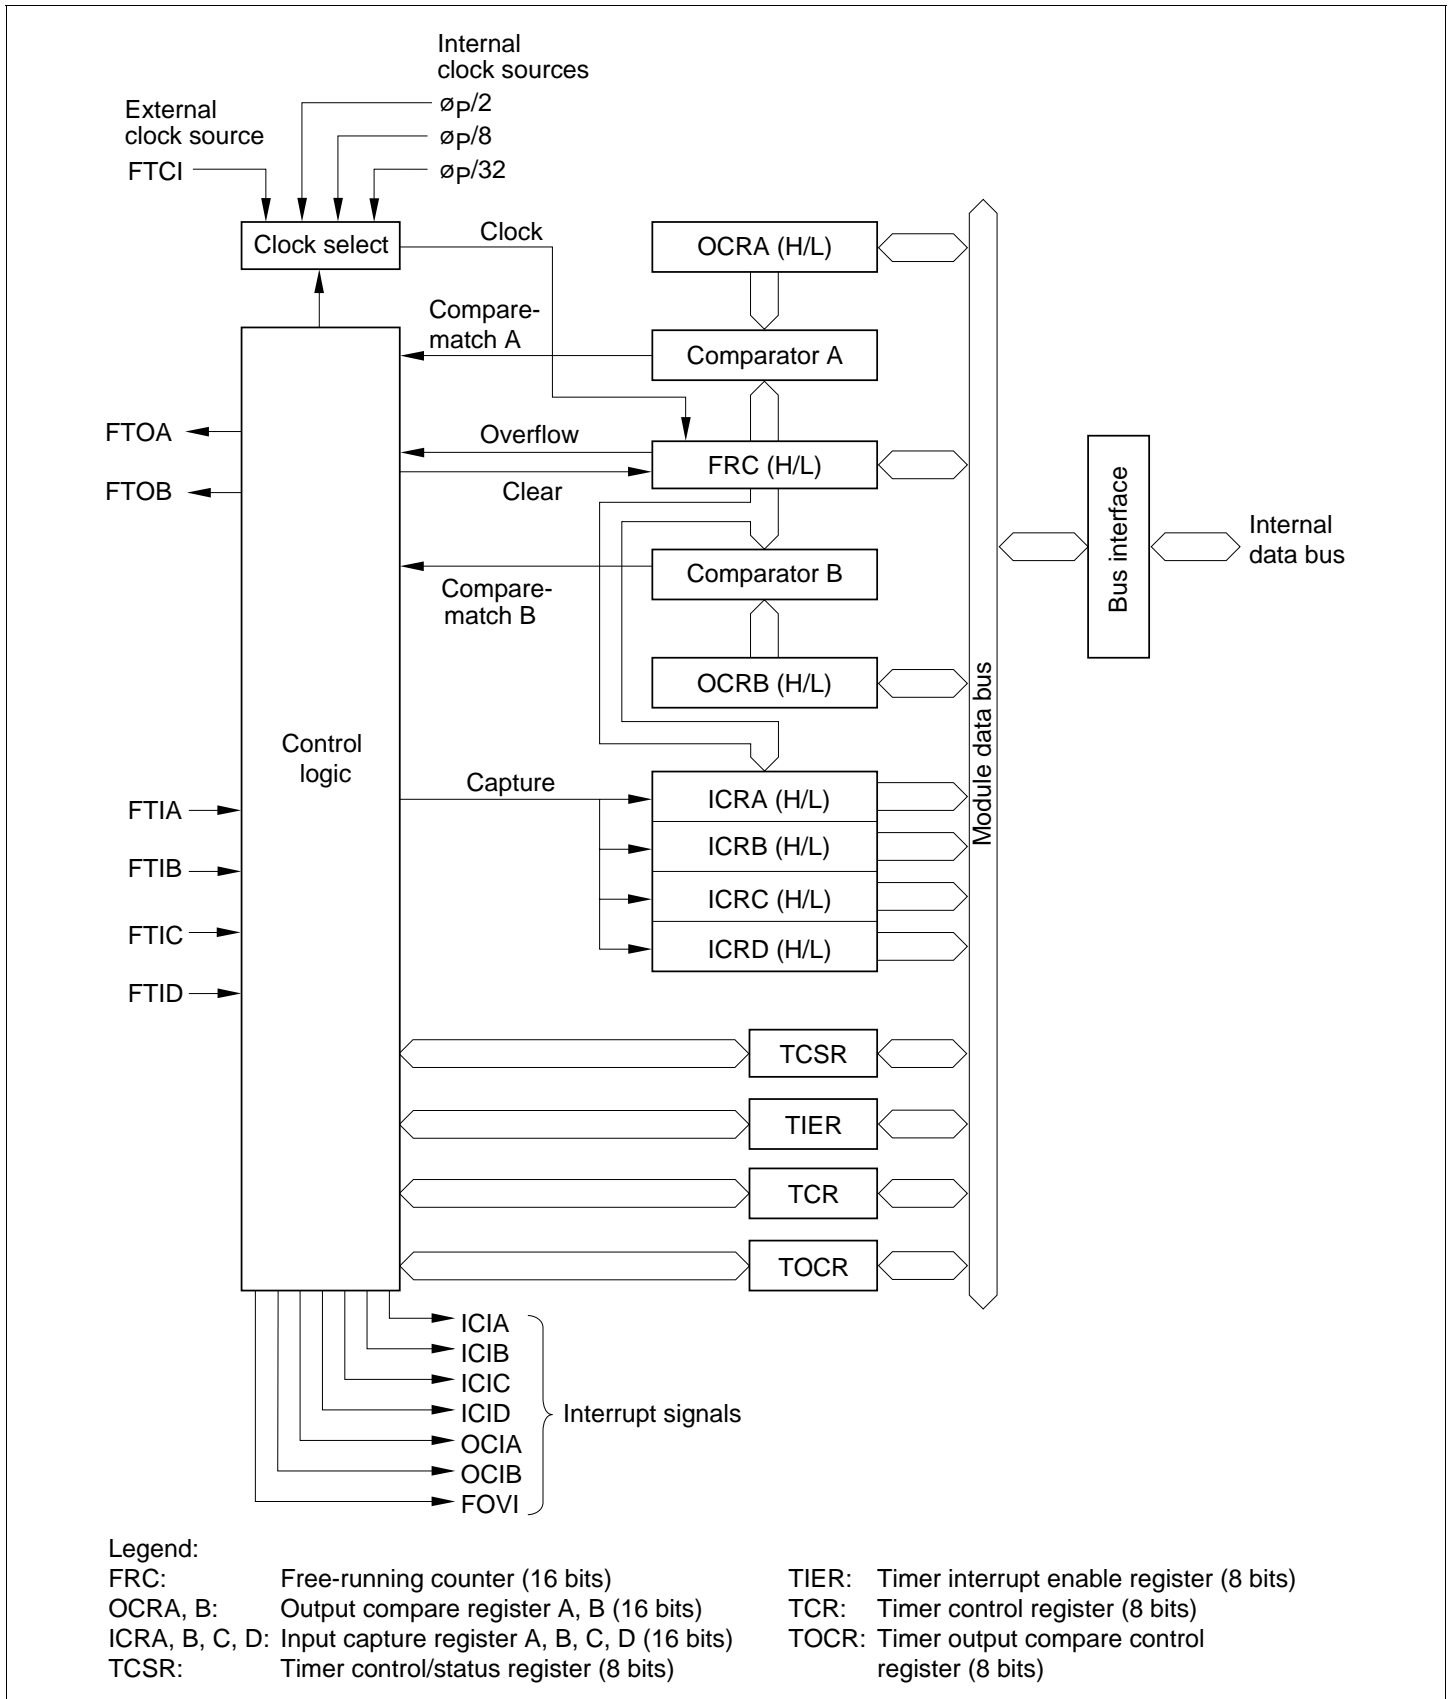 Internal
clock sources
øP/2
External
clock source
øP/8
FTCI
øP/32
Clock select
Clock
OCRA (H/L)
Compare-
match A
Comparator A
FTOA
Overflow
FRC (H/L)
FTOB
Clear
Bus interface
Internal
data bus
Comparator B
Compare-
match B
OCRB (H/L)
Module data bus
Control
logic
Capture
ICRA (H/L)
FTIA
ICRB (H/L)
FTIB
ICRC (H/L)
FTIC
ICRD (H/L)
FTID
TCSR
TIER
TCR
TOCR
ICIA
ICIB
ICIC
ICID
Interrupt signals
OCIA
OCIB
FOVI
Legend:
FRC: Free-running counter (16 bits)
OCRA, B: Output compare register A, B (16 bits)
ICRA, B, C, D: Input capture register A, B, C, D (16 bits)
TCSR: Timer control/status register (8 bits)
TIER: Timer interrupt enable register (8 bits)
TCR: Timer control register (8 bits)
TOCR: Timer output compare control
register (8 bits)